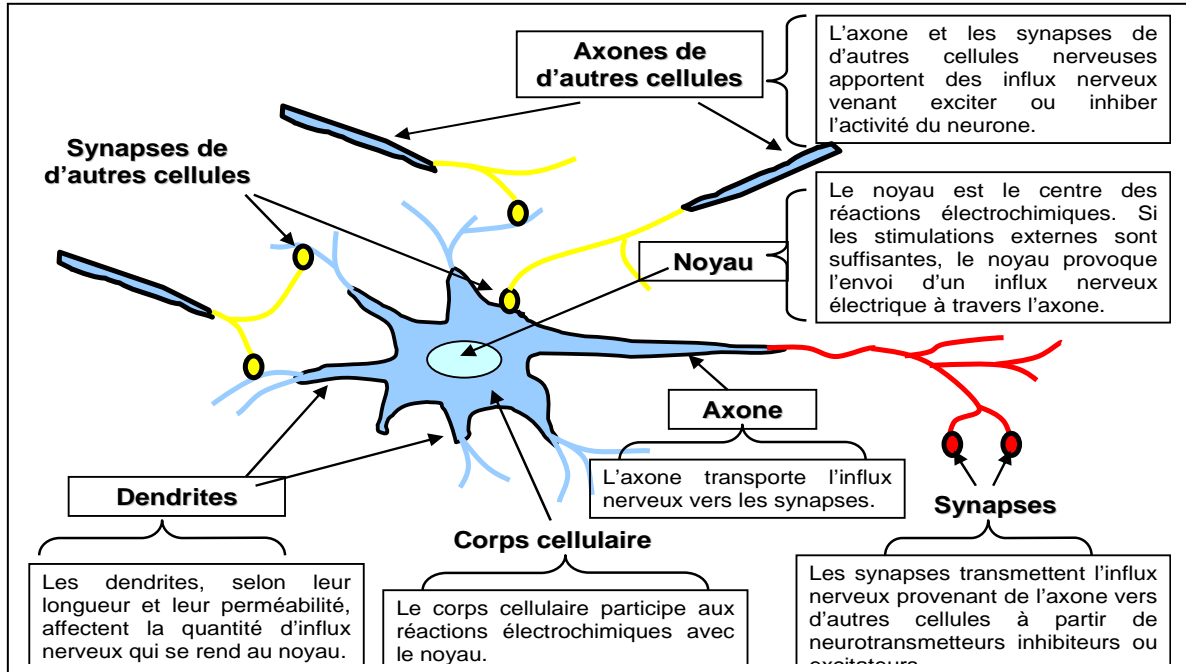 Axones de
d'autres cellules
L'axone et les synapses de
d'autres cellules nerveuses
apportent des influx nerveux
venant exciter ou inhiber
l'activité du neurone.
Synapses de
d'autres cellules
Noyau
Le noyau est le centre des
réactions électrochimiques. Si
les stimulations externes sont
suffisantes, le noyau provoque
l'envoi d'un influx nerveux
électrique à travers l'axone.
Axone
L'axone transporte l'influx
nerveux vers les synapses.
Dendrites
Les dendrites, selon leur
longueur et leur perméabilité,
affectent la quantité d'influx
nerveux qui se rend au noyau.
Corps cellulaire
Le corps cellulaire participe aux
réactions électrochimiques avec
le noyau.
Synapses
Les synapses transmettent l'influx
nerveux provenant de l'axone vers
d'autres cellules à partir de
neurotransmetteurs inhibiteurs ou
excitateurs